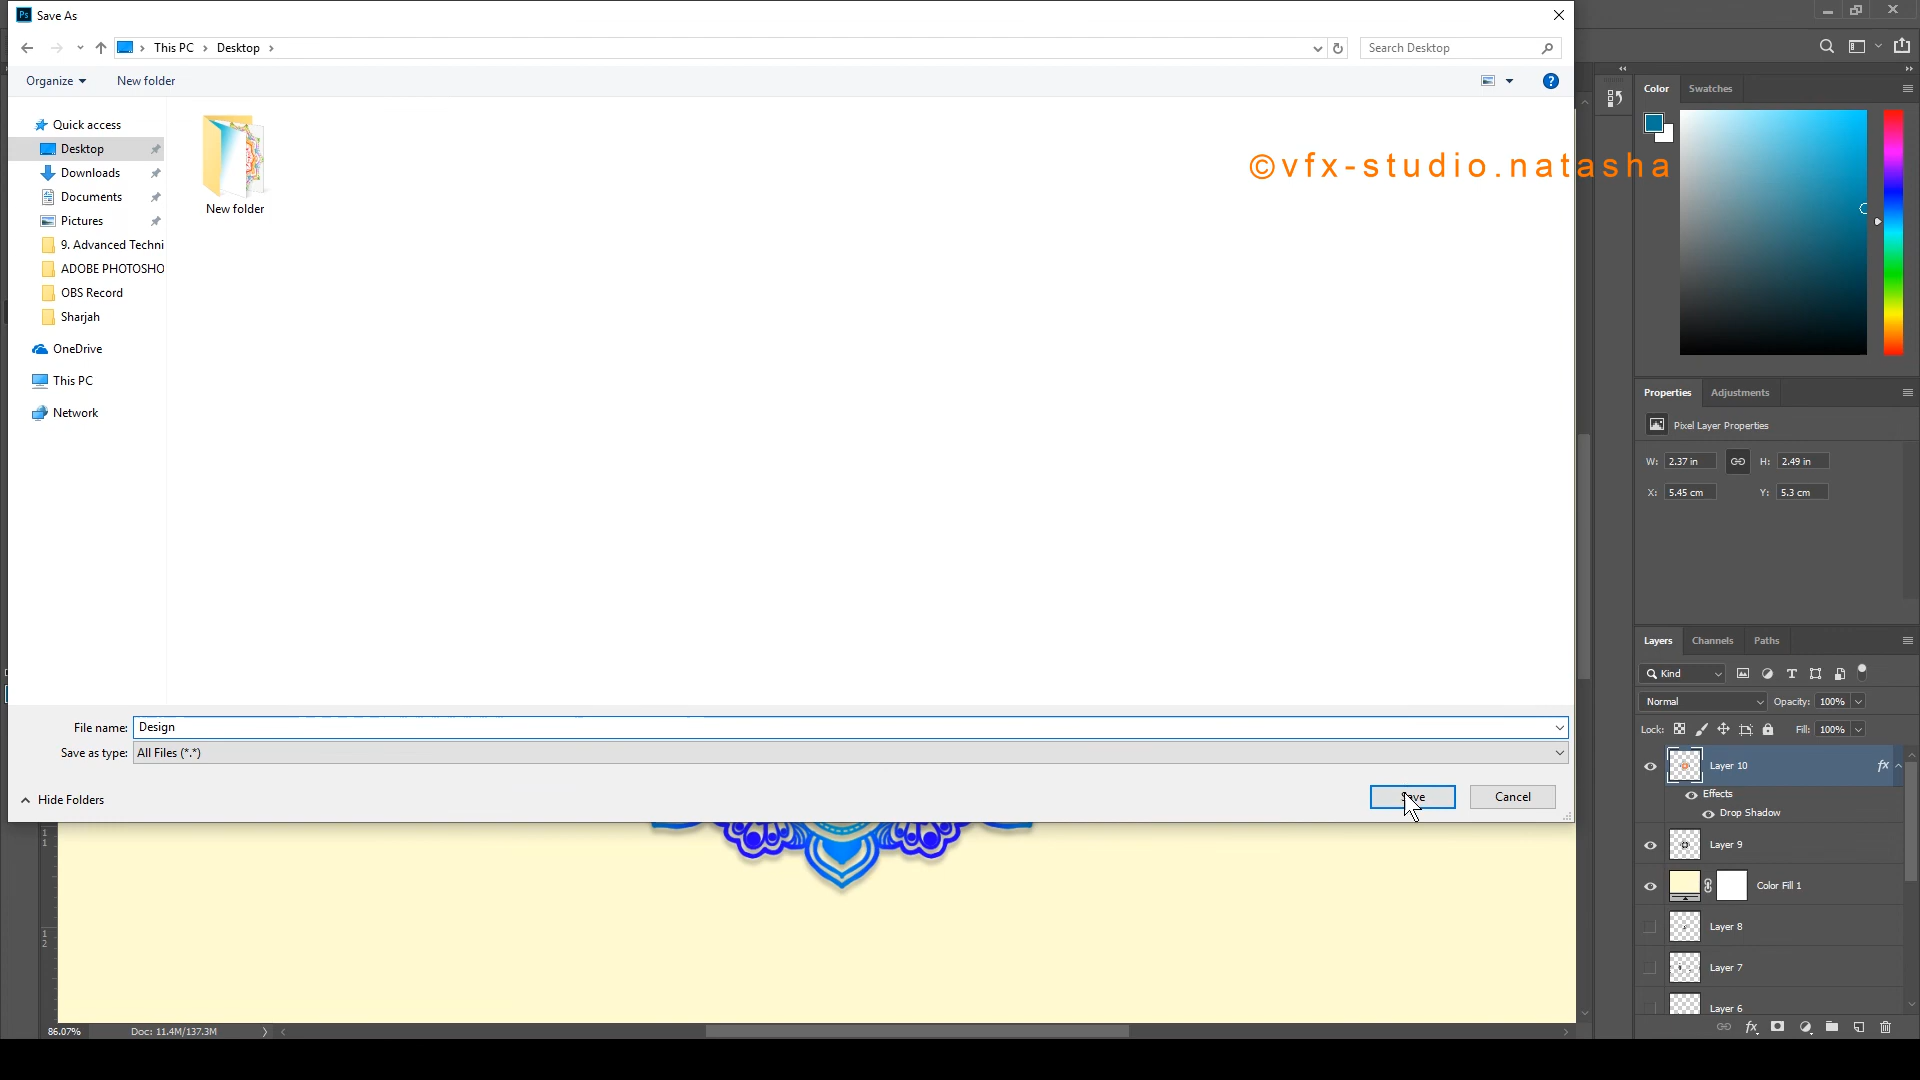 Save As
This PC
Desktop
Search Desktop
Organize
New folder
Quick access
Desktop
Downloads
Documents
Pictures
9. Advanced Techni
ADOBE PHOTOSHO
OBS Record
Sharjah
OneDrive
This PC
Network
New folder
©vfx-studio.natasha
File name: Design
Save as type: All Files (*.*)
Hide Folders
Save
Cancel
Color
Swatches
Properties
Adjustments
Pixel Layer Properties
W: 2.37 in
H: 2.49 in
X: 5.45 cm
Y: 5.3 cm
Layers
Channels
Paths
Kind
Normal
Opacity: 100%
Lock:
Fill: 100%
Layer 10
fx
Effects
Drop Shadow
Layer 9
Color Fill 1
Layer 8
Layer 7
Layer 6
fx
11
12
86.07%
Doc: 11.4M/137.3M